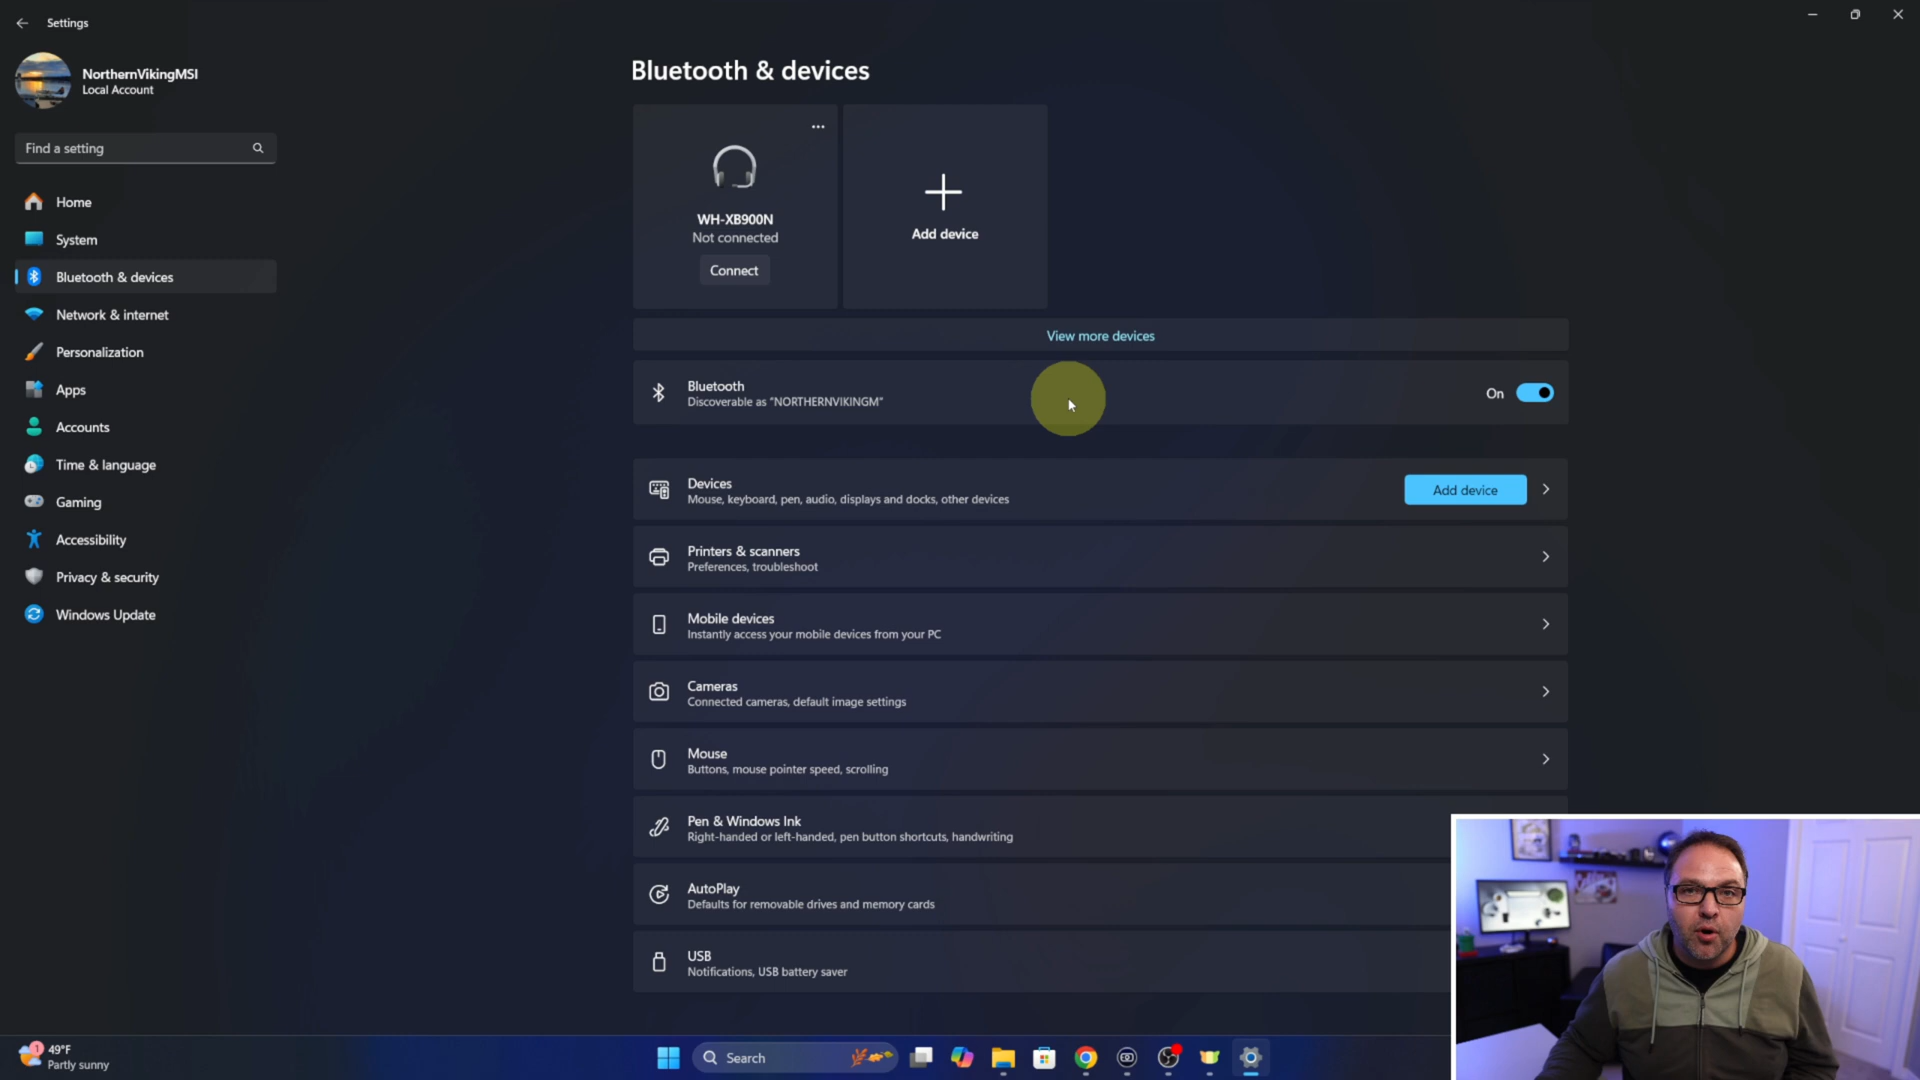 Settings
NorthernVikingMSI
Local Account
Find a setting
Home
System
Bluetooth & devices
Network & internet
Personalization
Apps
Accounts
Time & language
Gaming
Accessibility
Privacy & security
Windows Update
Bluetooth & devices
WH-XB900N
Not connected
Connect
Add device
View more devices
Bluetooth
Discoverable as "NORTHERNVIKINGM"
On
Devices
Mouse, keyboard, pen, audio, displays and docks, other devices
Add device
Printers & scanners
Preferences, troubleshoot
Mobile devices
Instantly access your mobile devices from your PC
Cameras
Connected cameras, default image settings
Mouse
Buttons, mouse pointer speed, scrolling
Pen & Windows Ink
Right-handed or left-handed, pen button shortcuts, handwriting
AutoPlay
Defaults for removable drives and memory cards
USB
Notifications, USB battery saver
1
49°F
Partly sunny
Search